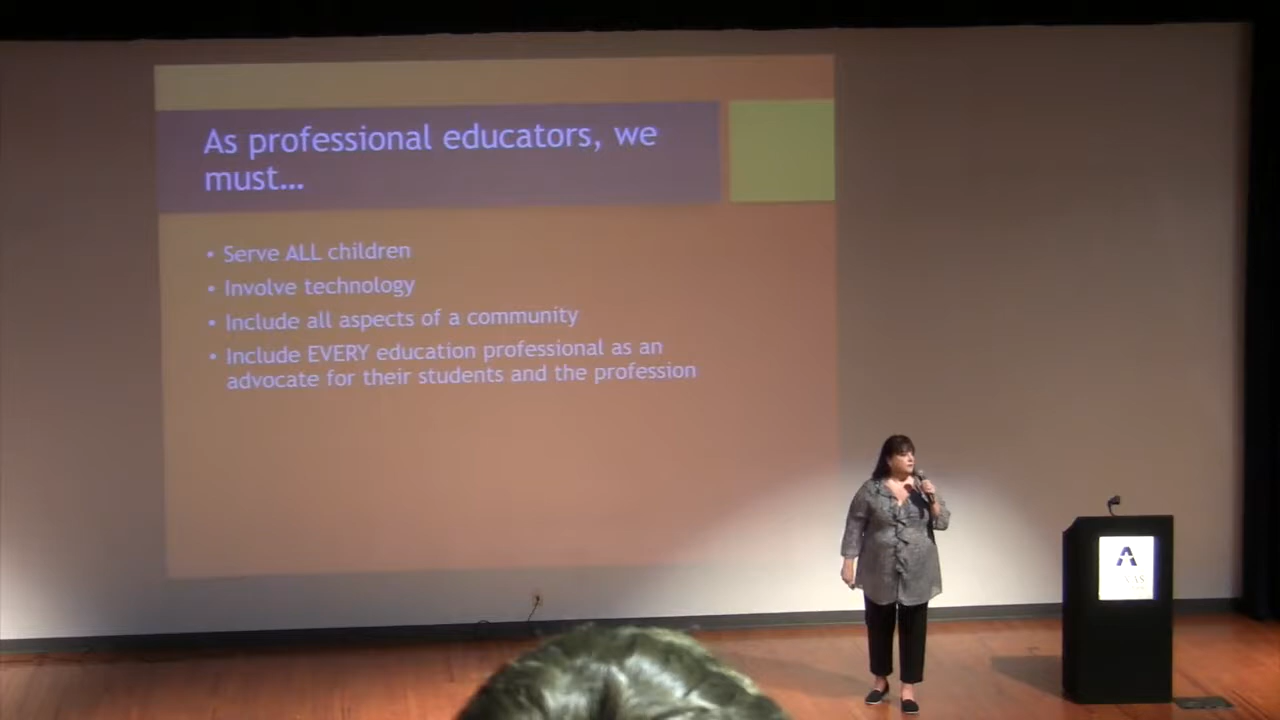 As professional educators, we
must...
• Serve ALL children
• Involve technology
• Include all aspects of a community
• Include EVERY education professional as an
advocate for their students and the profession